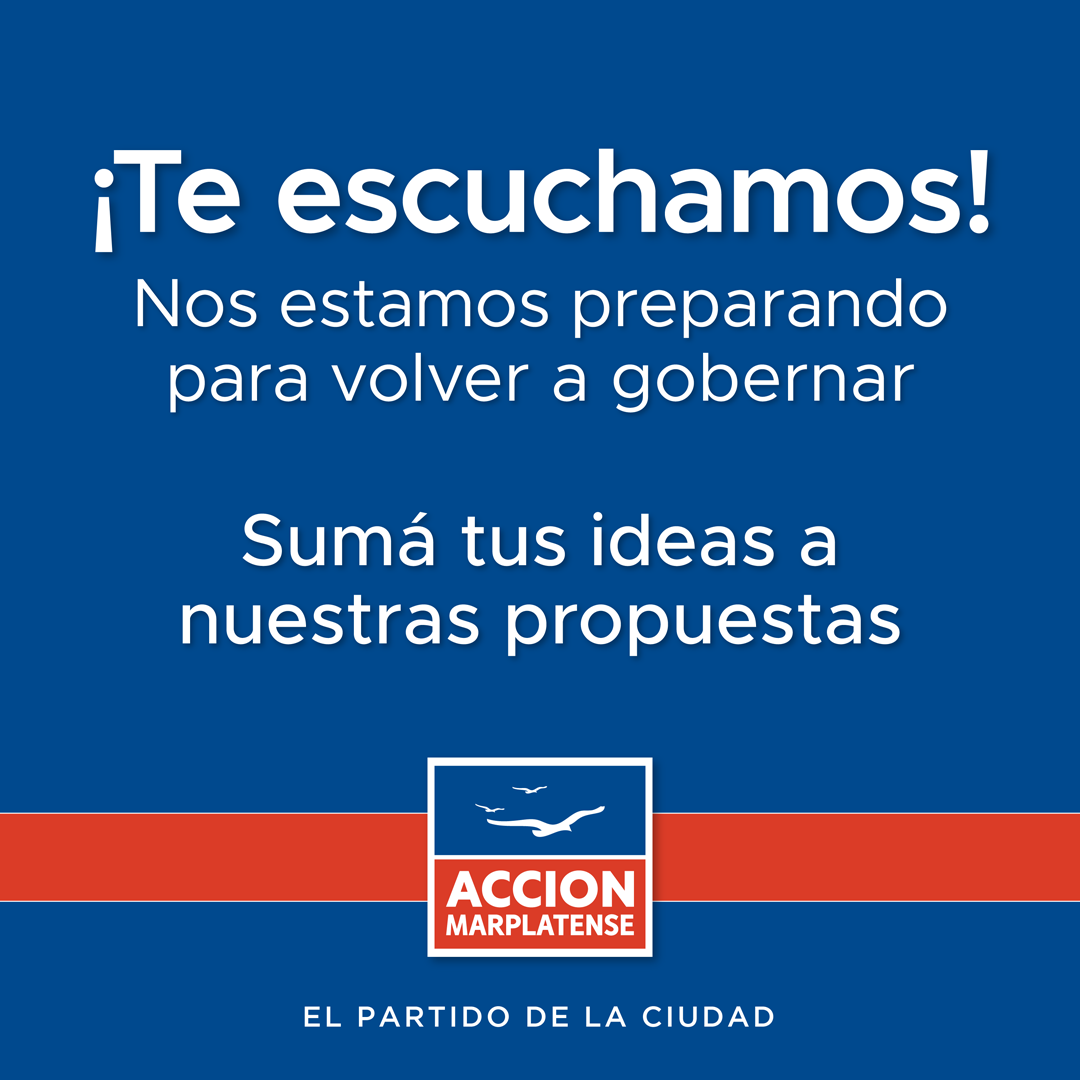 ¡Te escuchamos!
Nos estamos preparando
para volver a gobernar
Sumá tus ideas a
nuestras propuestas
ACCION
MARPLATENSE
EL PARTIDO DE LA CIUDAD